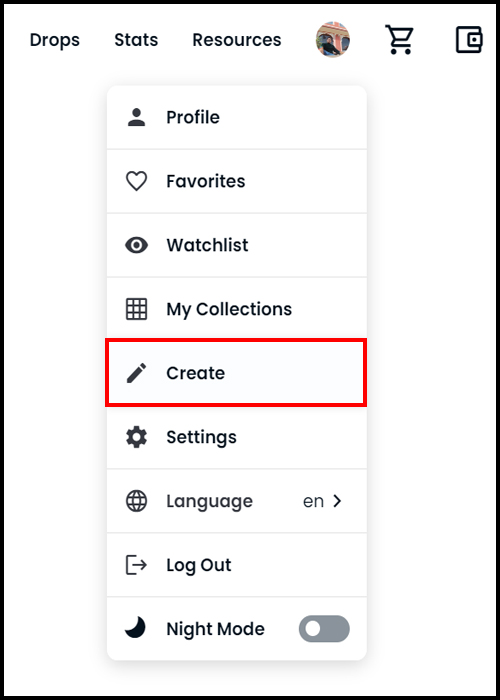 Drops Stats Resources
Profile
Favorites
Watchlist
My Collections
Create
Settings
Language en
Log Out
Night Mode